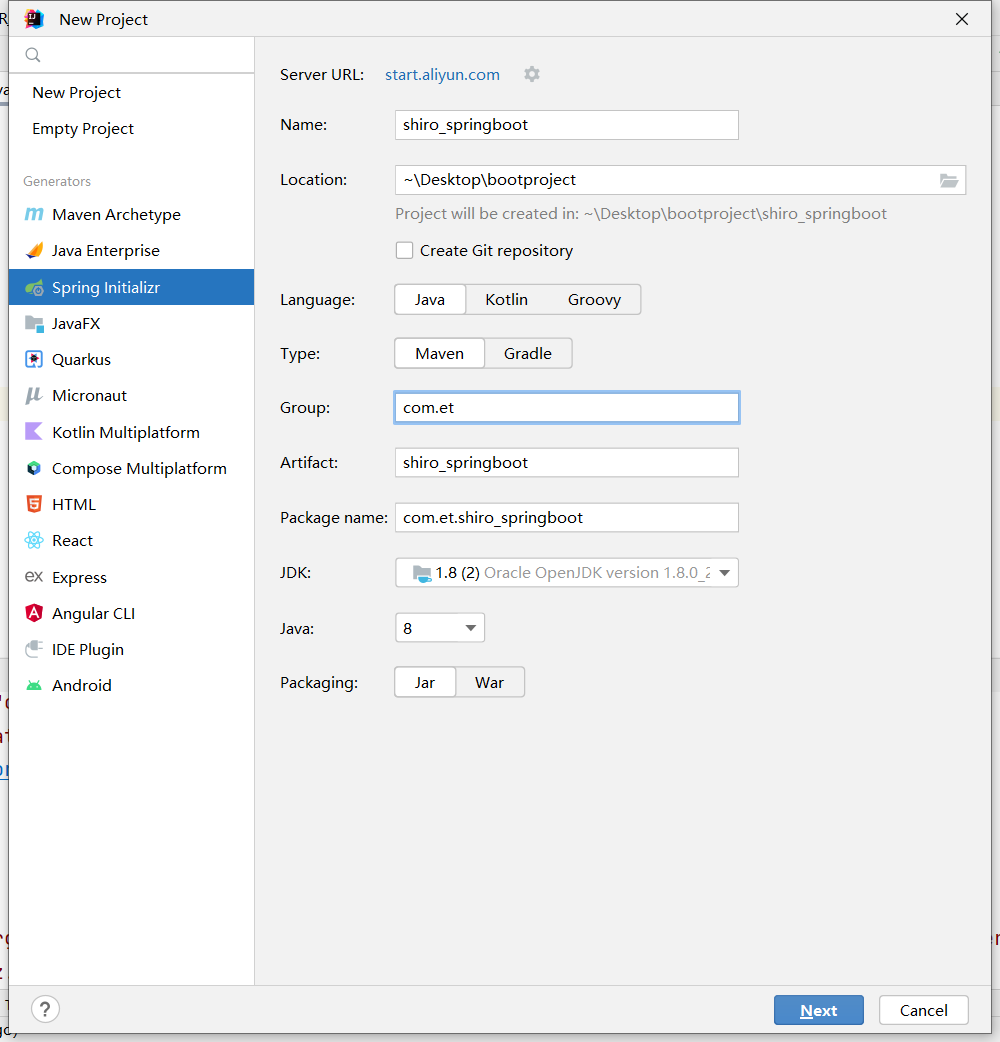 New Project
New Project
Empty Project
Generators
Maven Archetype
Java Enterprise
Spring Initializr
JavaFX
Quarkus
Micronaut
Kotlin Multiplatform
Compose Multiplatform
HTML
React
ex Express
Angular CLI
IDE Plugin
Android
Server URL: start.aliyun.com
Name: shiro_springboot
Location: ~\Desktop\bootproject
Project will be created in: ~\Desktop\bootproject\shiro_springboot
Create Git repository
Language: Java Kotlin Groovy
Type: Maven Gradle
Group: com.et
Artifact: shiro_springboot
Package name: com.et.shiro_springboot
JDK: 1.8 (2) Oracle OpenJDK version 1.8.0_2
Java: 8
Packaging: Jar War
? Next Cancel